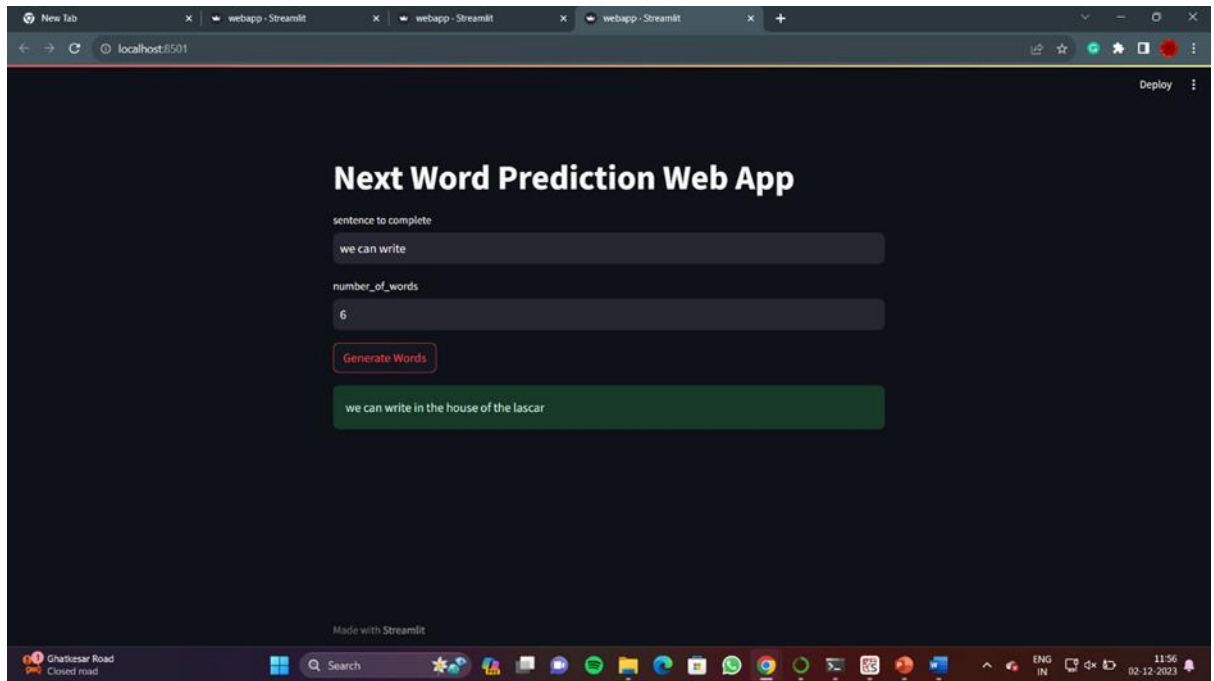 New Tab
webapp · Streamlit
webapp · Streamlit
webapp · Streamlit
localhost:8501
Deploy
Next Word Prediction Web App
sentence to complete
we can write
number_of_words
6
Generate Words
we can write in the house of the lascar
Made with Streamlit
Ghatkesar Road
Closed road
Search
ENG
IN
11:56
02-12-2023